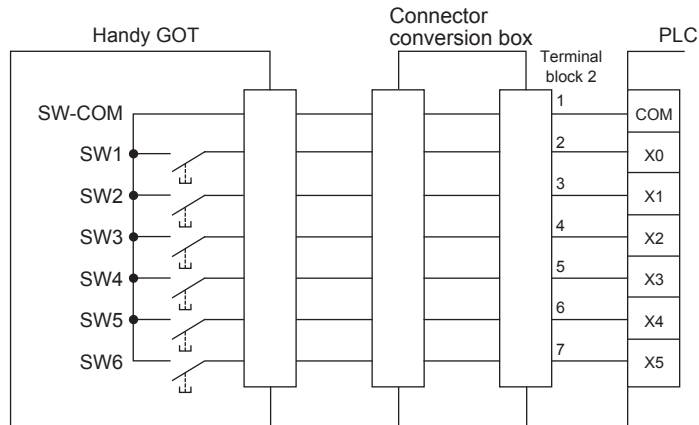 Handy GOT
Connector
conversion box
PLC
Terminal
block 2
SW-COM
1
COM
SW1
2
X0
SW2
3
X1
SW3
4
X2
SW4
5
X3
SW5
6
X4
SW6
7
X5